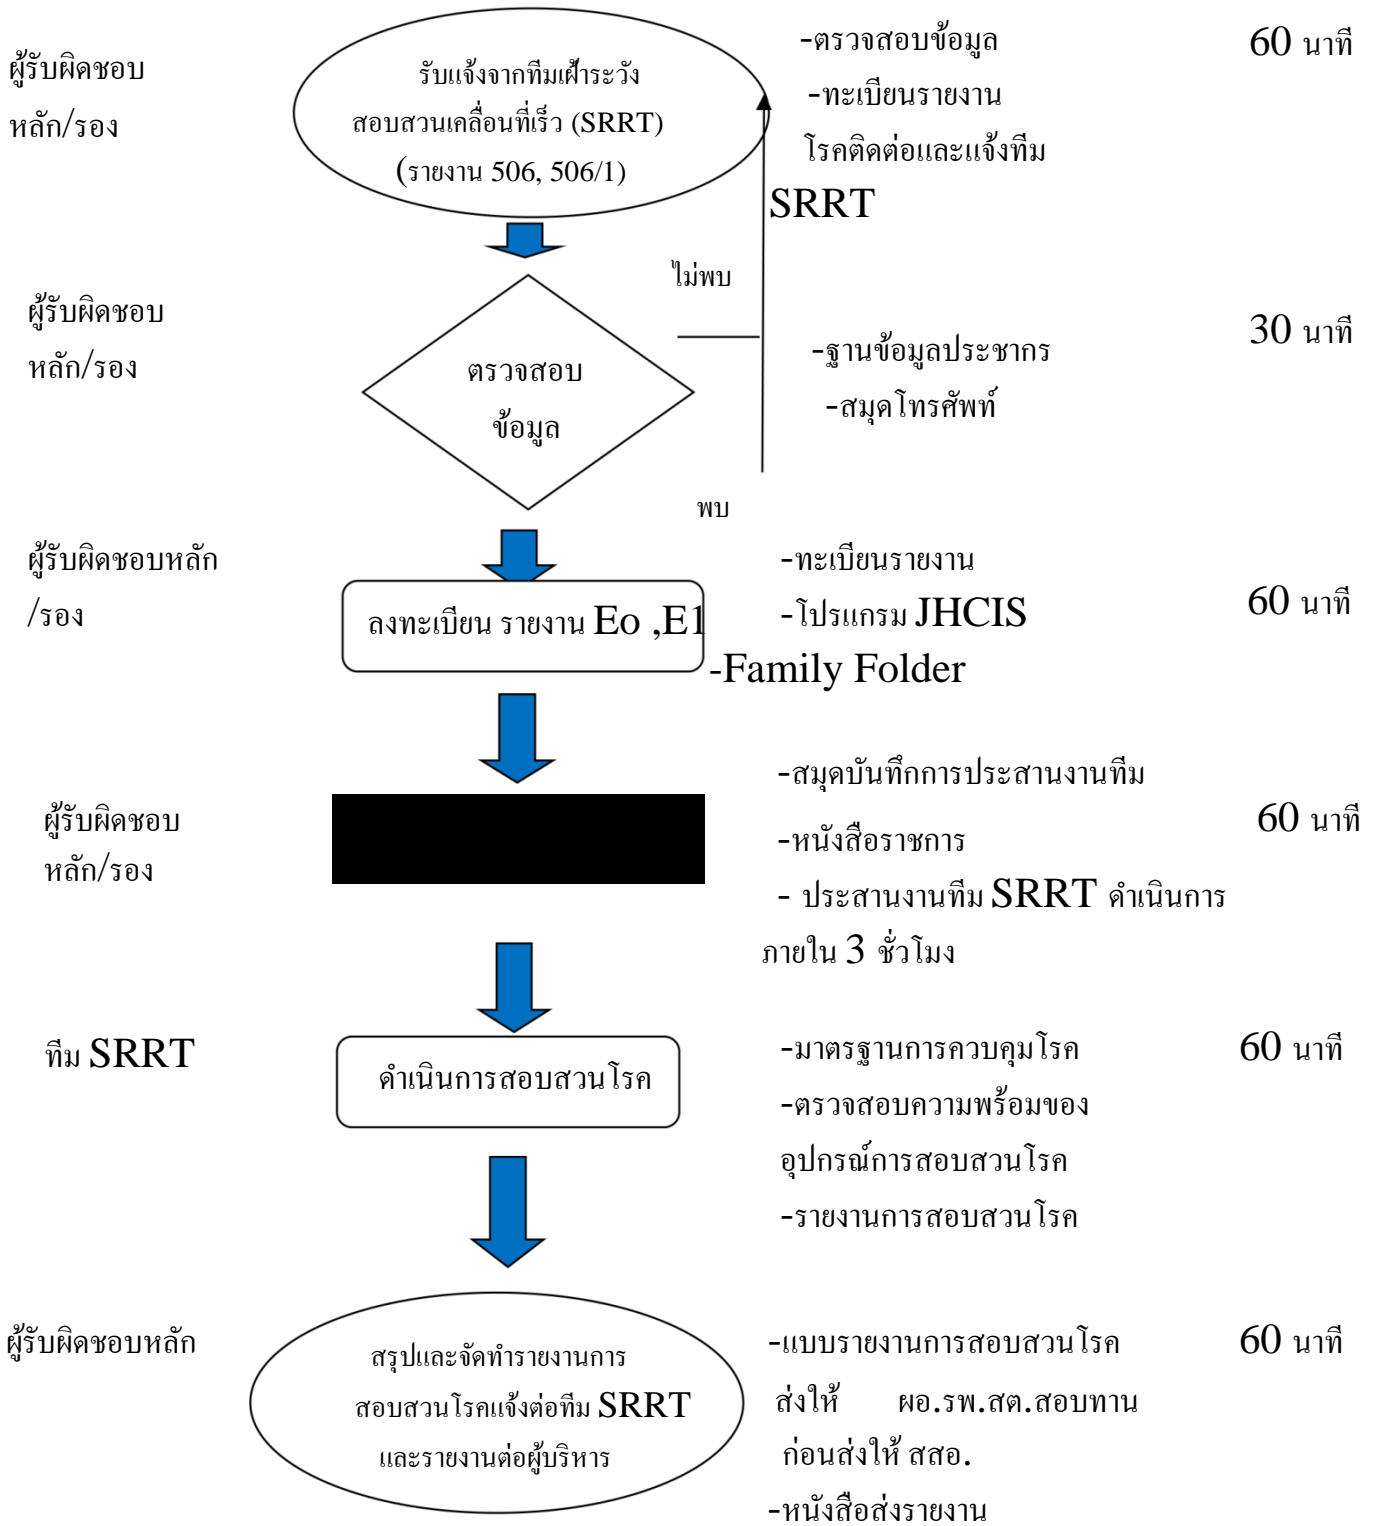 ผู้รับผิดชอบ
หลัก/รอง
รับแจ้งจากทีมเฝ้าระวัง
สอบสวนเคลื่อนที่เร็ว (SRRT)
(รายงาน 506, 506/1)
-ตรวจสอบข้อมูล
-ทะเบียนรายงาน
โรคติดต่อและแจ้งทีม
SRRT
60 นาที
ผู้รับผิดชอบ
หลัก/รอง
ตรวจสอบ
ข้อมูล
ไม่พบ
พบ
-ฐานข้อมูลประชากร
-สมุดโทรศัพท์
30 นาที
ผู้รับผิดชอบหลัก
/รอง
ลงทะเบียน รายงาน Eo ,E1
-ทะเบียนรายงาน
-โปรแกรม JHCIS
-Family Folder
60 นาที
ผู้รับผิดชอบ
หลัก/รอง
-สมุดบันทึกการประสานงานทีม
-หนังสือราชการ
- ประสานงานทีม SRRT ดำเนินการ
ภายใน 3 ชั่วโมง
60 นาที
ทีม SRRT
ดำเนินการสอบสวนโรค
-มาตรฐานการควบคุมโรค
-ตรวจสอบความพร้อมของ
อุปกรณ์การสอบสวนโรค
-รายงานการสอบสวนโรค
60 นาที
ผู้รับผิดชอบหลัก
สรุปและจัดทำรายงานการ
สอบสวนโรคแจ้งต่อทีม SRRT
และรายงานต่อผู้บริหาร
-แบบรายงานการสอบสวนโรค
ส่งให้ ผอ.รพ.สต.สอบทาน
ก่อนส่งให้ สสอ.
-หนังสือส่งรายงาน
60 นาที